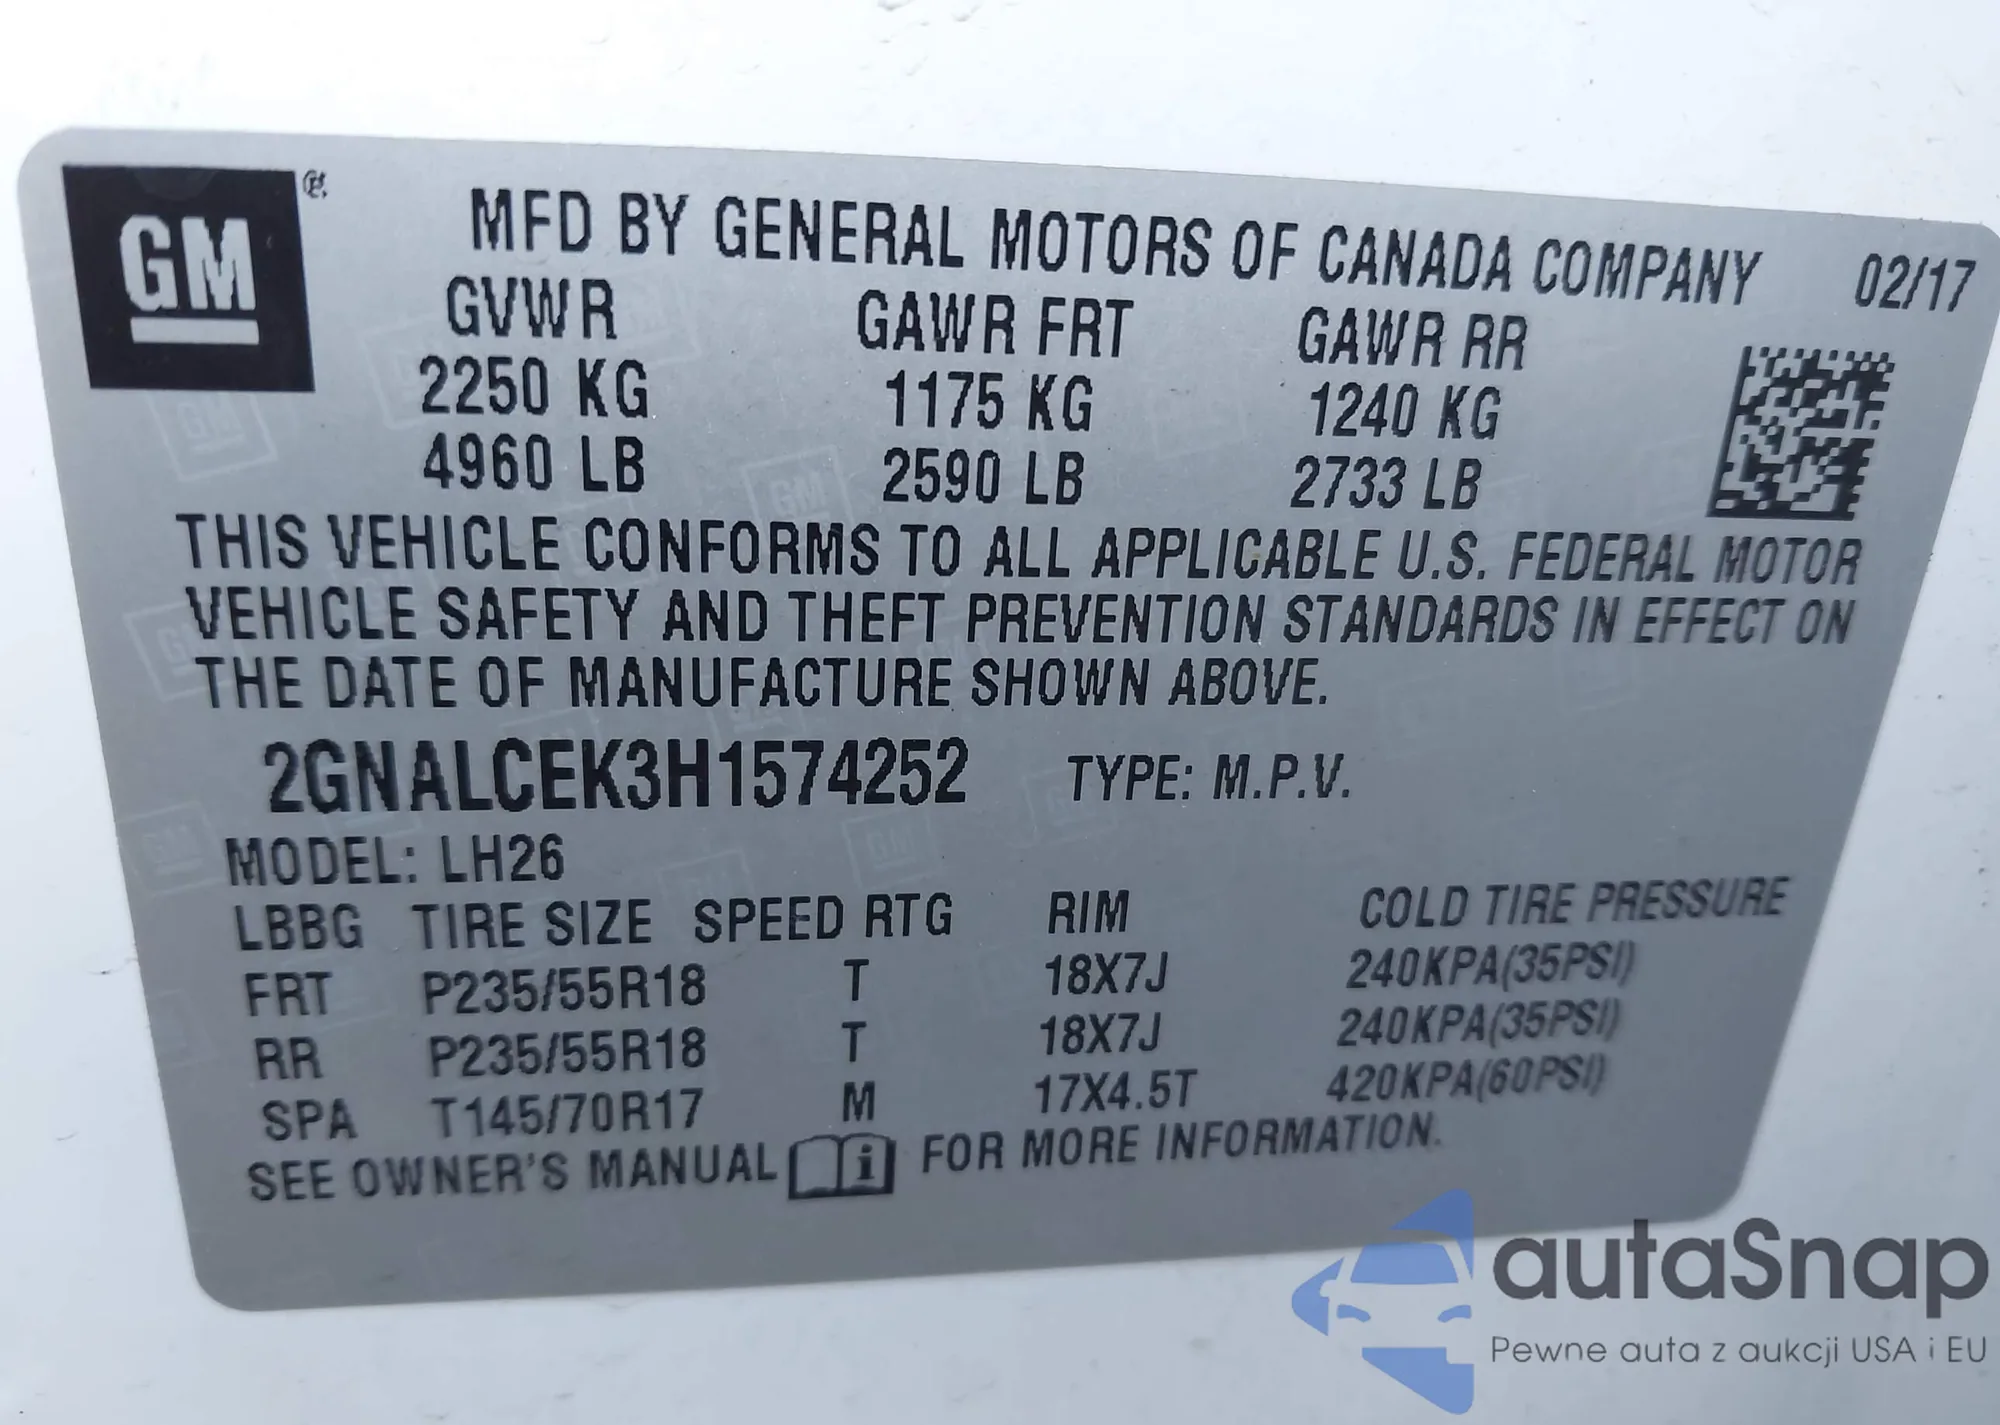 GM
MFD BY GENERAL MOTORS OF CANADA COMPANY 02/17
GVWR GAWR FRT GAWR RR
2250 KG 1175 KG 1240 KG
4960 LB 2590 LB 2733 LB
THIS VEHICLE CONFORMS TO ALL APPLICABLE U.S. FEDERAL MOTOR
VEHICLE SAFETY AND THEFT PREVENTION STANDARDS IN EFFECT ON
THE DATE OF MANUFACTURE SHOWN ABOVE.
2GNALCEK3H1574252 TYPE: M.P.V.
MODEL: LH26
LBBG TIRE SIZE SPEED RTG RIM COLD TIRE PRESSURE
FRT P235/55R18 T 18X7J 240KPA(35PSI)
RR P235/55R18 T 18X7J 240KPA(35PSI)
SPA T145/70R17 M 17X4.5T 420KPA(60PSI)
SEE OWNER'S MANUAL i FOR MORE INFORMATION.
autaSnap
Pewne auta z aukcji USA i EU